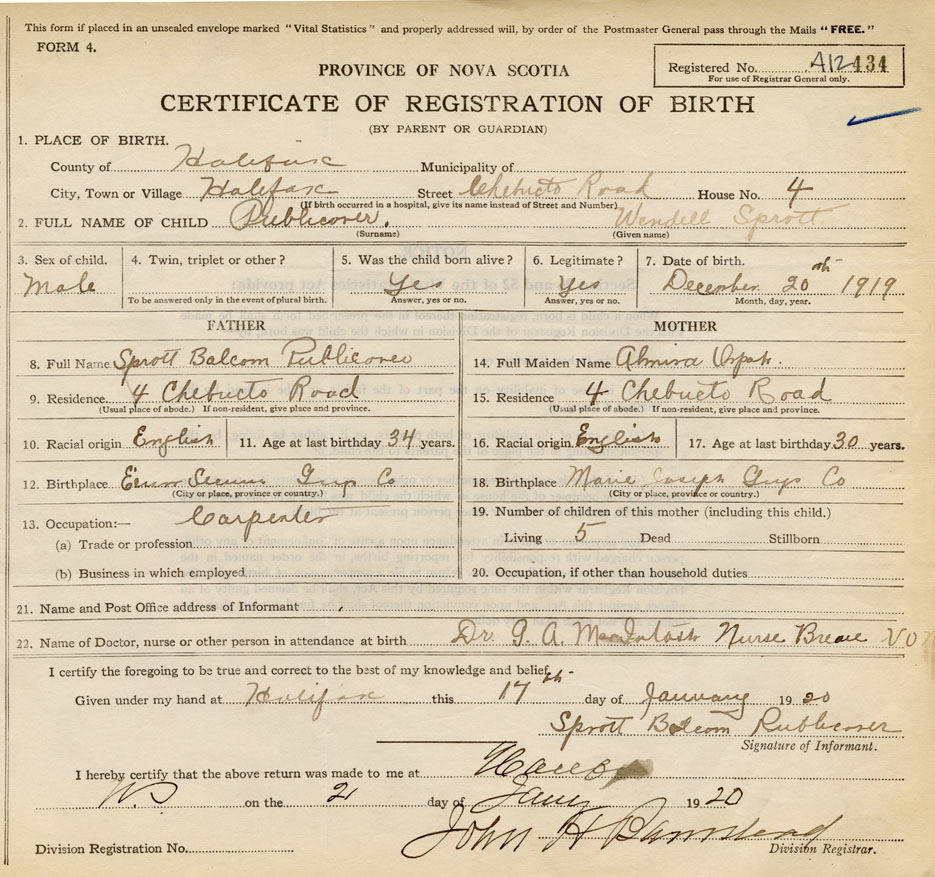 This form if placed in an unsealed envelope marked "Vital Statistics" and properly addressed will, by order of the Postmaster General pass through the Mails "FREE."
FORM 4.
PROVINCE OF NOVA SCOTIA
Registered No. A12434
For use of Registrar General only.
CERTIFICATE OF REGISTRATION OF BIRTH
(BY PARENT OR GUARDIAN)
1. PLACE OF BIRTH.
County of Halifax Municipality of
City, Town or Village Halifax Street Chebucto Road House No. 4
(If birth occurred in a hospital, give its name instead of Street and Number)
2. FULL NAME OF CHILD Publicover. Wendell Sprott
(Surname) (Given name)
3. Sex of child. 4. Twin, triplet or other ? 5. Was the child born alive ? 6. Legitimate ? 7. Date of birth.
Male Yes Yes December 20th 1919
To be answered only in the event of plural birth. Answer, yes or no. Answer, yes or no. Month, day, year.
FATHER MOTHER
8. Full Name Sprott Balcom Publicover 14. Full Maiden Name Almira
9. Residence. 4 Chebucto Road 15. Residence 4 Chebucto Road
(Usual place of abode.) If non-resident, give place and province. (Usual place of abode.) If non-resident, give place and province.
10. Racial origin English 11. Age at last birthday 34 years. 16. Racial origin English 17. Age at last birthday 30 years.
12. Birthplace Ecum Secum Guys Co 18. Birthplace Marie Joseph Guys Co
(City or place, province or country.) (City or place, province or country.)
13. Occupation:— Carpenter 19. Number of children of this mother (including this child.)
(a) Trade or profession Living 5 Dead Stillborn
(b) Business in which employed 20. Occupation, if other than household duties
21. Name and Post Office address of Informant
22. Name of Doctor, nurse or other person in attendance at birth Dr. G. A. MacIntosh Nurse VON
I certify the foregoing to be true and correct to the best of my knowledge and belief.
Given under my hand at Halifax this 17th day of January 1920
Sprott Balcom Publicover
Signature of Informant.
I hereby certify that the above return was made to me at
N.S on the 21 day of Jany 1920
John H Barnstead
Division Registration No. Division Registrar.